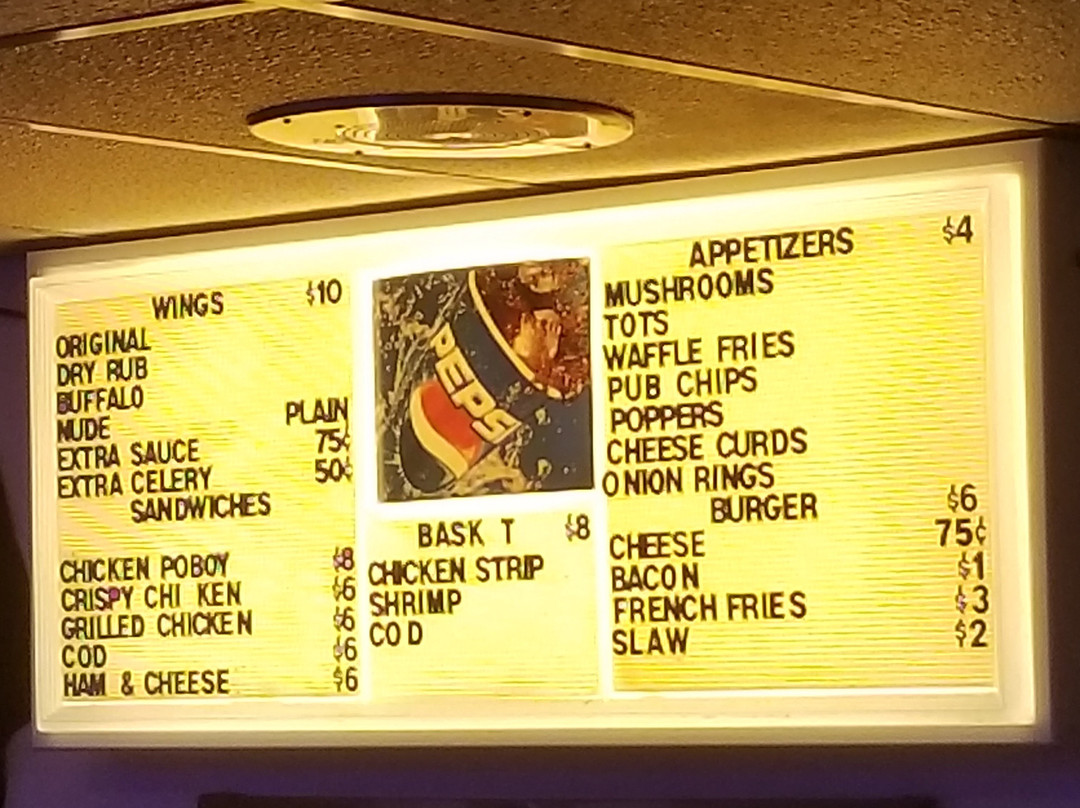 WINGS $10
ORIGINAL
DRY RUB
BUFFALO
NUDE PLAIN
EXTRA SAUCE 75¢
EXTRA CELERY 50¢
SANDWICHES
CHICKEN POBOY $8
CRISPY CHI KEN $6
GRILLED CHICKEN $6
COD $6
HAM & CHEESE $6
PEPSI
BASK T $8
CHICKEN STRIP
SHRIMP
COD
APPETIZERS $4
MUSHROOMS
TOTS
WAFFLE FRIES
PUB CHIPS
POPPERS
CHEESE CURDS
ONION RINGS
BURGER $6
CHEESE 75¢
BACON $1
FRENCH FRIES $3
SLAW $2